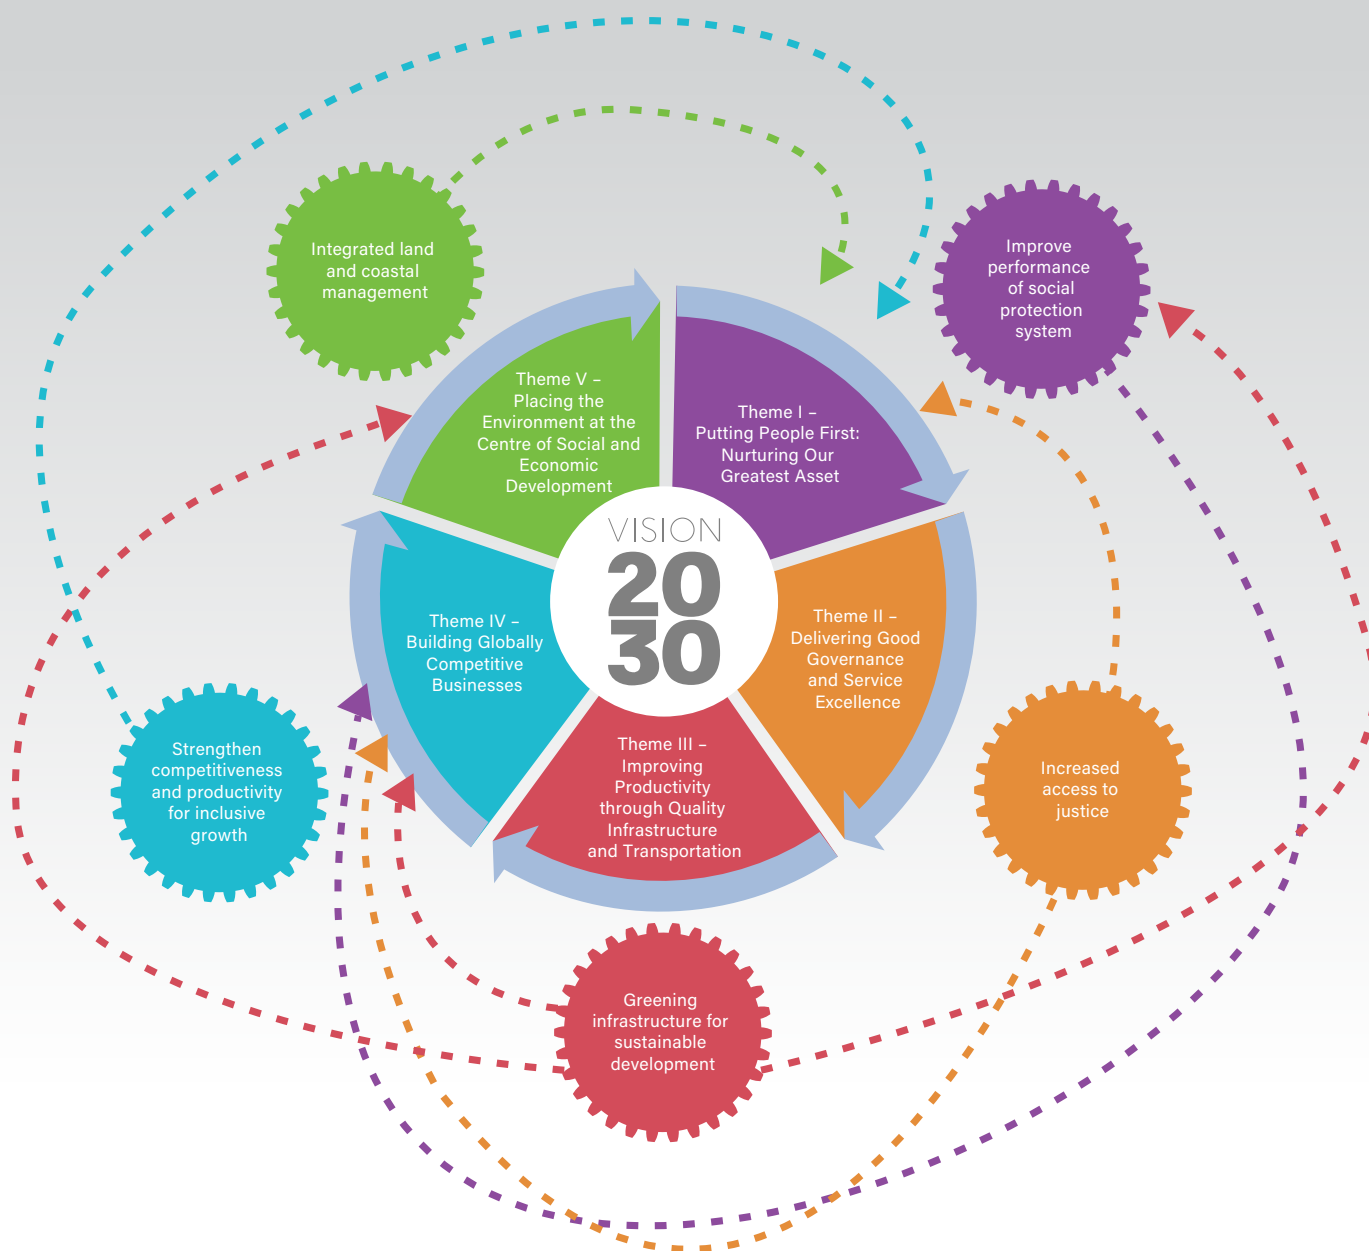 Integrated land
and coastal
management
Improve
performance
of social
protection
system
Theme V –
Placing the
Environment at the
Centre of Social and
Economic
Development
Theme I –
Putting People First:
Nurturing Our
Greatest Asset
VISION
20
30
Theme IV –
Building Globally
Competitive
Businesses
Theme II –
Delivering Good
Governance
and Service
Excellence
Theme III –
Improving
Productivity
through Quality
Infrastructure
and Transportation
Strengthen
competitiveness
and productivity
for inclusive
growth
Increased
access to
justice
Greening
infrastructure for
sustainable
development